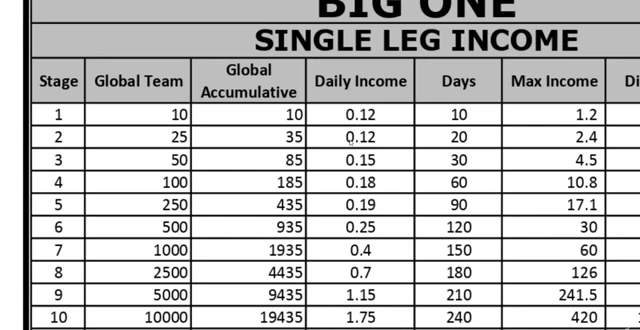 BIG ONE
SINGLE LEG INCOME
Stage Global Team Global Accumulative Daily Income Days Max Income
1 10 10 0.12 10 1.2
2 25 35 0.12 20 2.4
3 50 85 0.15 30 4.5
4 100 185 0.18 60 10.8
5 250 435 0.19 90 17.1
6 500 935 0.25 120 30
7 1000 1935 0.4 150 60
8 2500 4435 0.7 180 126
9 5000 9435 1.15 210 241.5
10 10000 19435 1.75 240 420